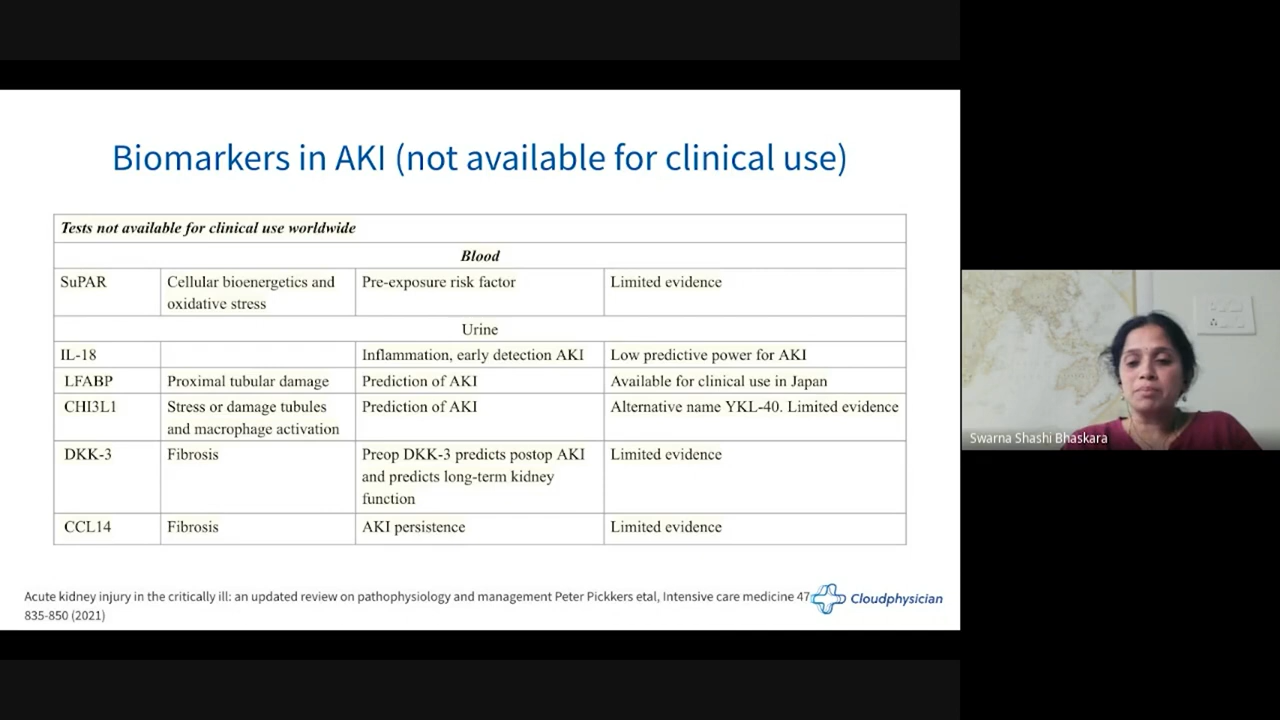 Biomarkers in AKI (not available for clinical use)
Tests not available for clinical use worldwide
Blood
SuPAR Cellular bioenergetics and oxidative stress Pre-exposure risk factor Limited evidence
Urine
IL-18 Inflammation, early detection AKI Low predictive power for AKI
LFABP Proximal tubular damage Prediction of AKI Available for clinical use in Japan
CHI3L1 Stress or damage tubules and macrophage activation Prediction of AKI Alternative name YKL-40. Limited evidence
DKK-3 Fibrosis Preop DKK-3 predicts postop AKI and predicts long-term kidney function Limited evidence
CCL14 Fibrosis AKI persistence Limited evidence
Acute kidney injury in the critically ill: an updated review on pathophysiology and management Peter Pickkers etal, Intensive care medicine 47
835-850 (2021)
Cloudphysician
Swarna Shashi Bhaskara